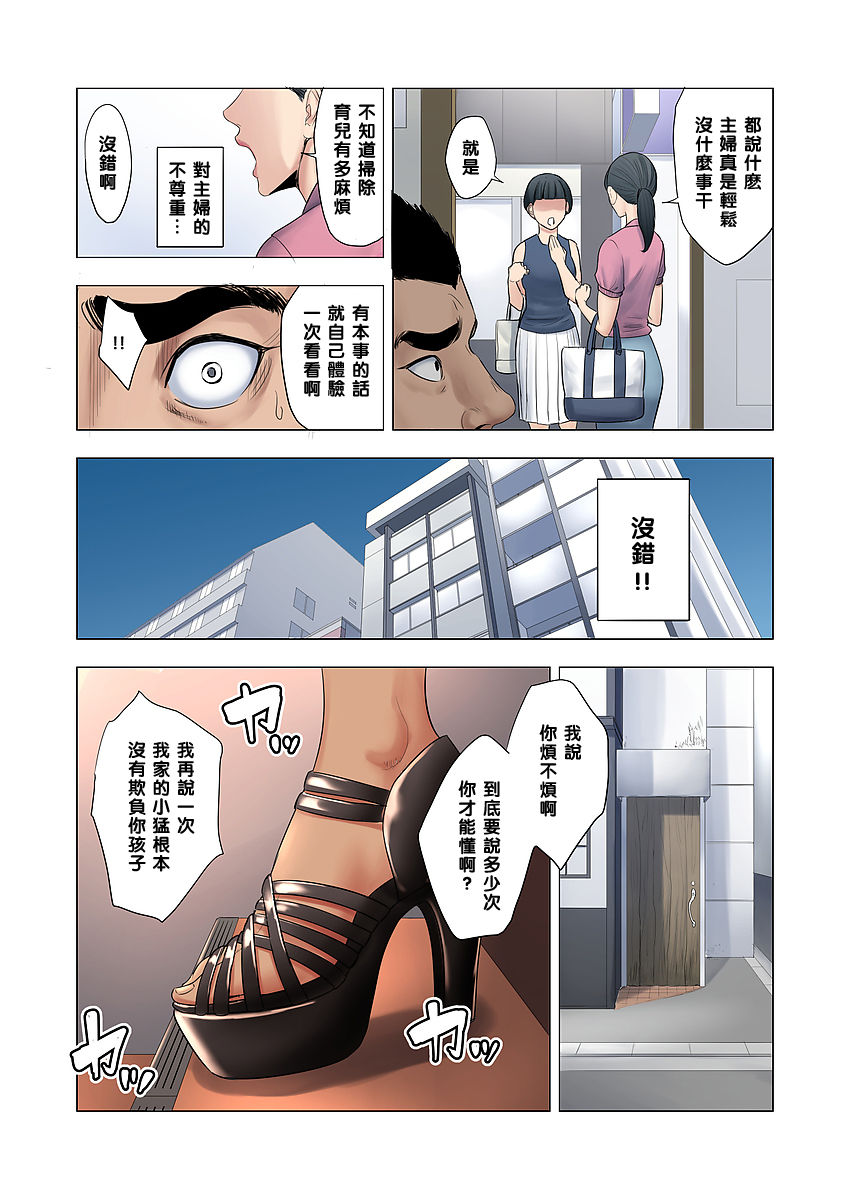 都說什麼
主婦真是輕鬆
沒什麼事干
就是
不知道掃除
育兒有多麻煩
對主婦的
不尊重…
沒錯啊
有本事的話
就自己體驗
一次看看啊
!!
沒錯!!
我說
你煩不煩啊
到底要說多少次
你才能懂啊?
我再說一次
我家的小猛根本
沒有欺負你孩子
カッ
カッ
カッ